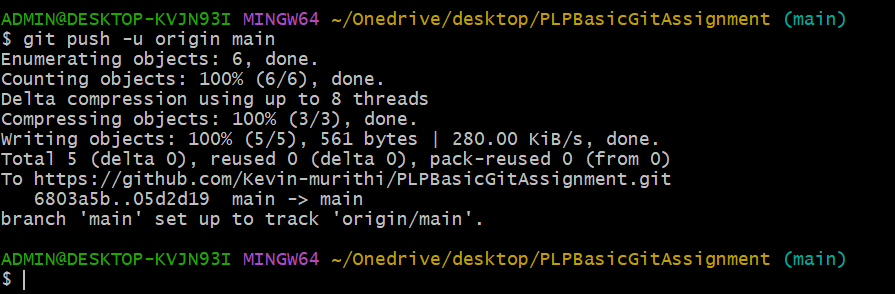 ADMIN@DESKTOP-KVJN93I MINGW64 ~/Onedrive/desktop/PLPBasicGitAssignment (main)
$ git push -u origin main
Enumerating objects: 6, done.
Counting objects: 100% (6/6), done.
Delta compression using up to 8 threads
Compressing objects: 100% (3/3), done.
Writing objects: 100% (5/5), 561 bytes | 280.00 KiB/s, done.
Total 5 (delta 0), reused 0 (delta 0), pack-reused 0 (from 0)
To https://github.com/Kevin-murithi/PLPBasicGitAssignment.git
   6803a5b..05d2d19  main -> main
branch 'main' set up to track 'origin/main'.
ADMIN@DESKTOP-KVJN93I MINGW64 ~/Onedrive/desktop/PLPBasicGitAssignment (main)
$